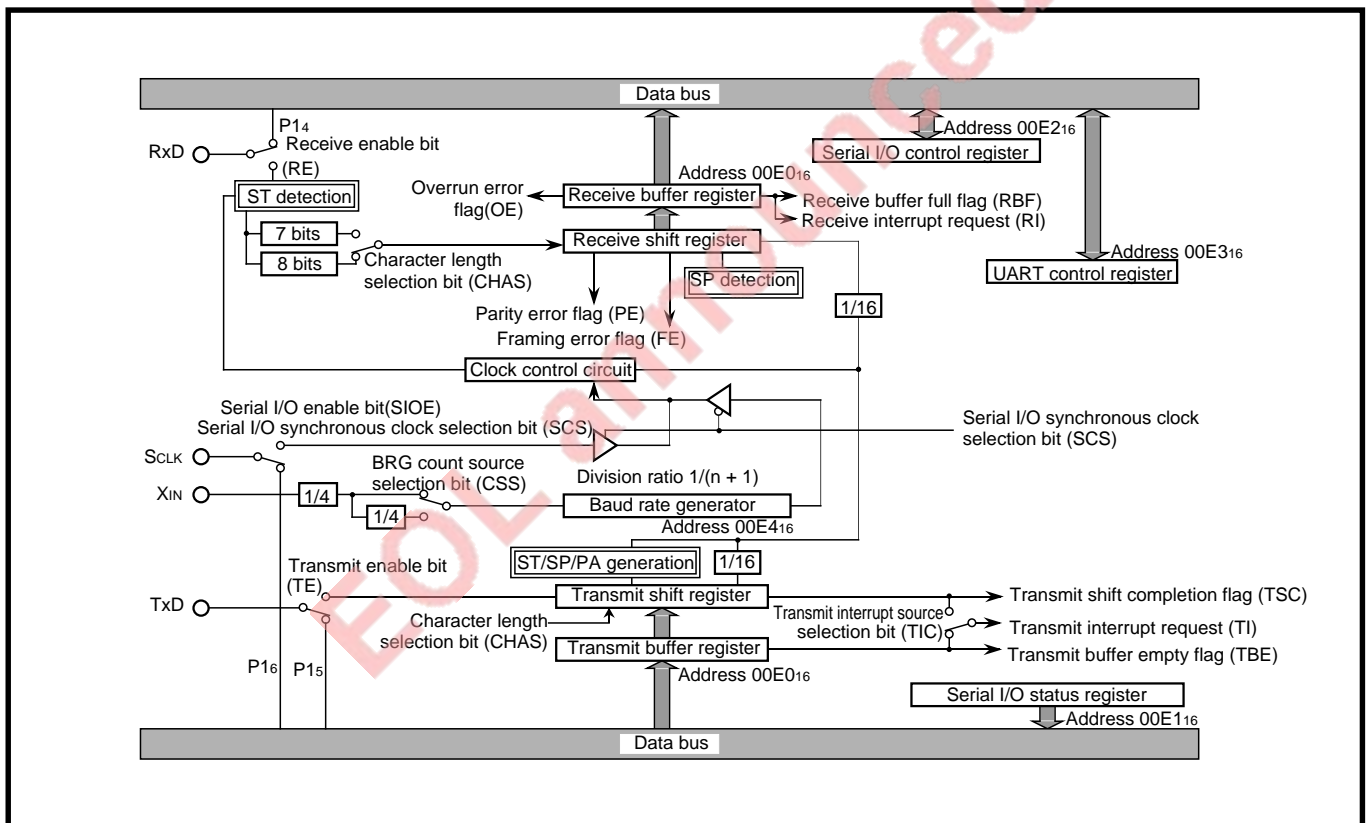 Data bus
P14
RxD
Receive enable bit
(RE)
ST detection
7 bits
8 bits
Character length
selection bit (CHAS)
Overrun error
flag(OE)
Address 00E016
Receive buffer register
Receive buffer full flag (RBF)
Receive interrupt request (RI)
Receive shift register
SP detection
Parity error flag (PE)
Framing error flag (FE)
1/16
Address 00E216
Serial I/O control register
Address 00E316
UART control register
Clock control circuit
Serial I/O enable bit(SIOE)
Serial I/O synchronous clock selection bit (SCS)
Serial I/O synchronous clock
selection bit (SCS)
SCLK
XIN
1/4
1/4
BRG count source
selection bit (CSS)
Division ratio 1/(n + 1)
Baud rate generator
Address 00E416
ST/SP/PA generation
1/16
Transmit enable bit
(TE)
TxD
Transmit shift register
Transmit shift completion flag (TSC)
Character length
selection bit (CHAS)
Transmit interrupt source
selection bit (TIC)
Transmit interrupt request (TI)
Transmit buffer register
Transmit buffer empty flag (TBE)
P16
P15
Address 00E016
Serial I/O status register
Address 00E116
Data bus
EOL announced